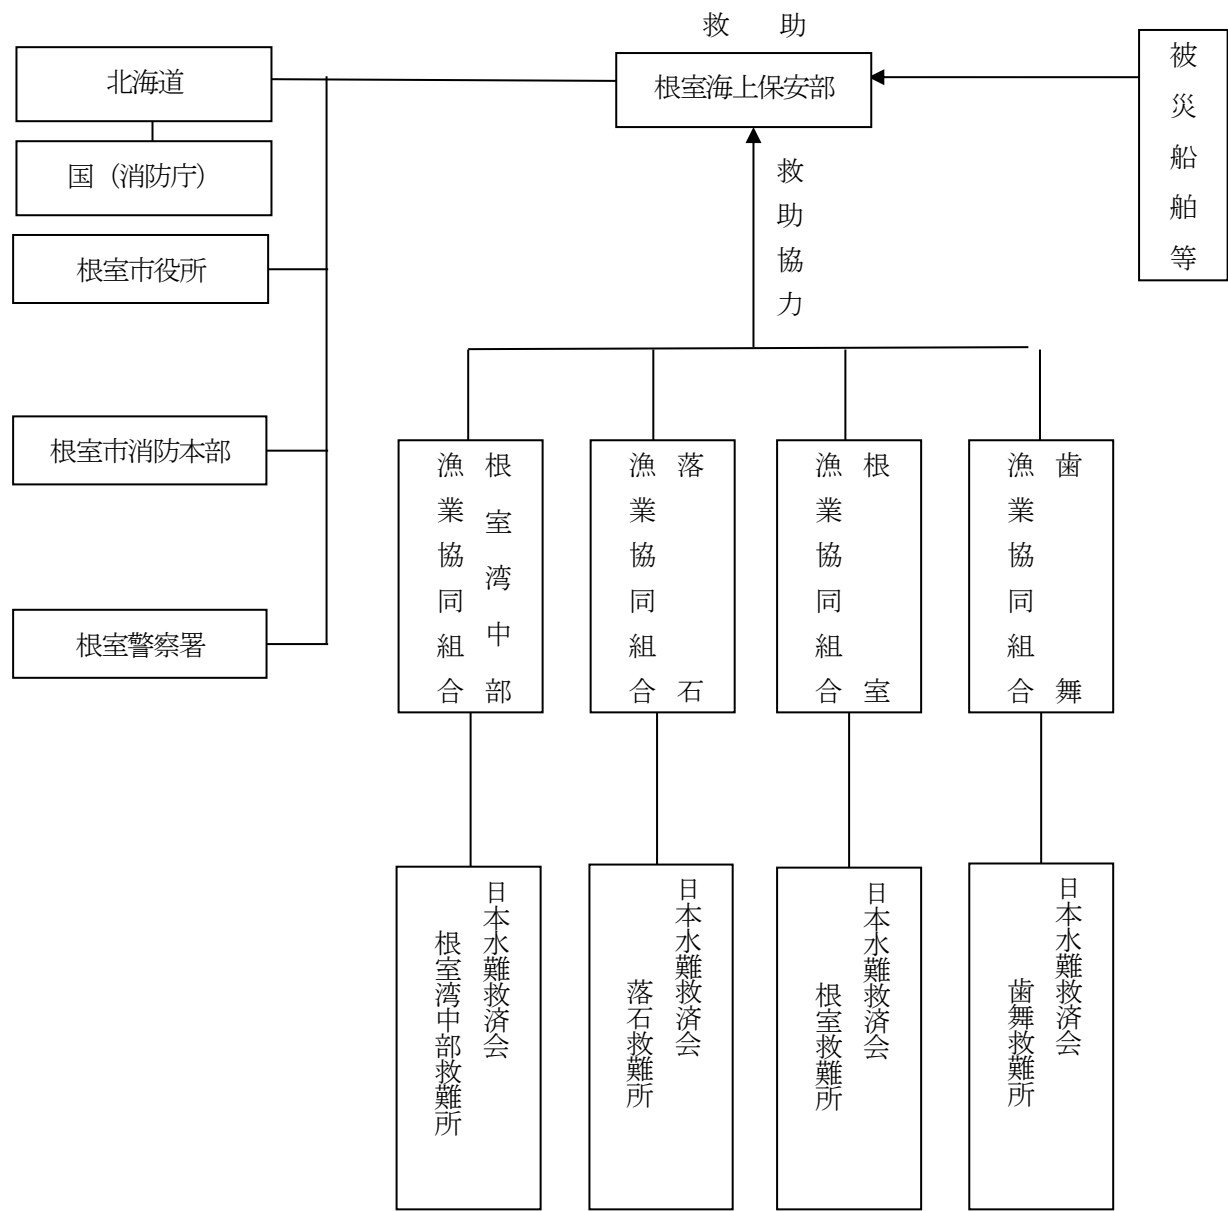 救 助
北海道
根室海上保安部
被災船舶等
国（消防庁）
救助協力
根室市役所
根室市消防本部
根室警察署
根室湾中部
漁業協同組合
落石
漁業協同組合
根室
漁業協同組合
歯舞
漁業協同組合
日本水難救済会
根室湾中部救難所
日本水難救済会
落石救難所
日本水難救済会
根室救難所
日本水難救済会
歯舞救難所